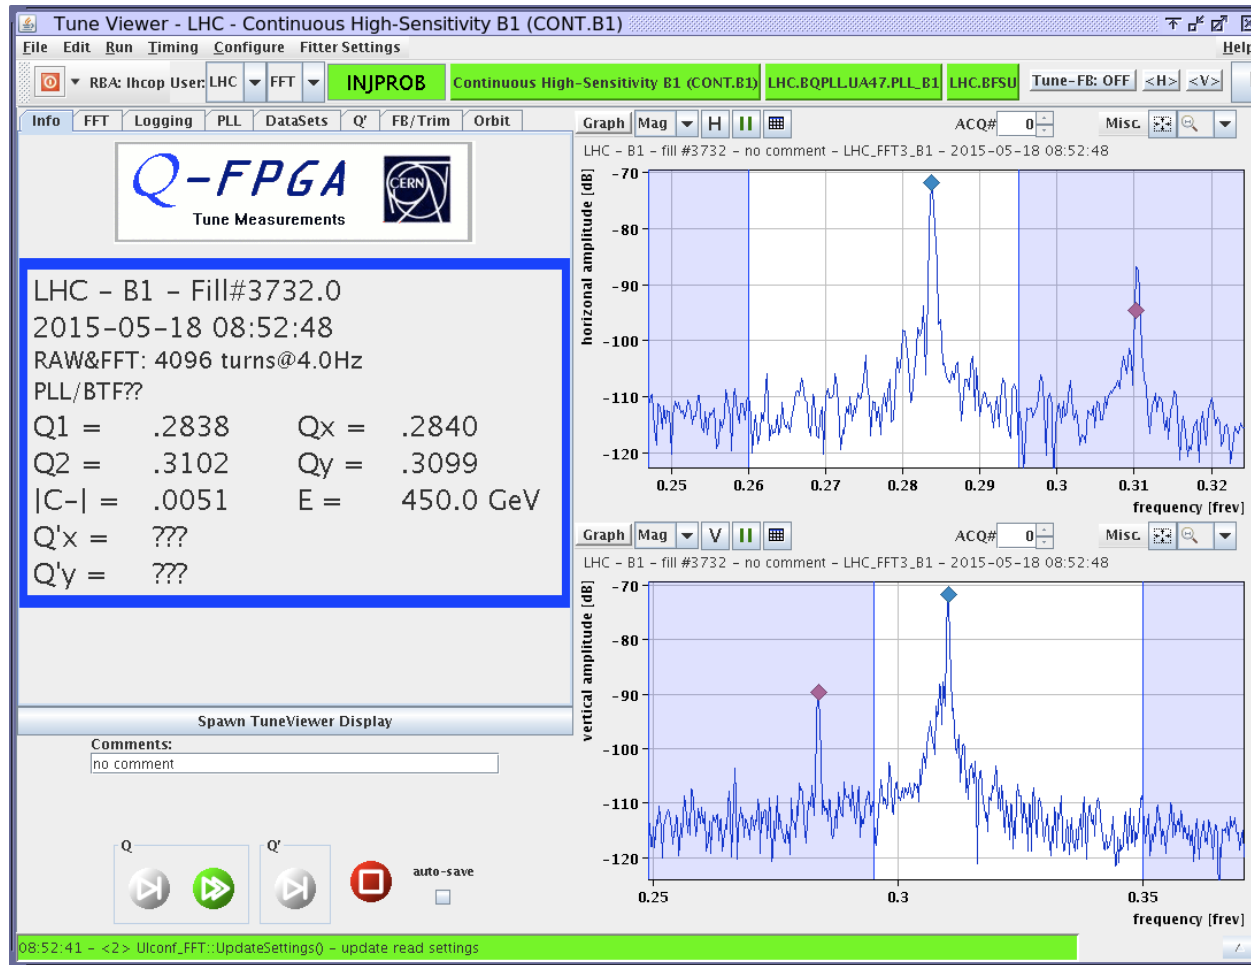 Tune Viewer - LHC - Continuous High-Sensitivity B1 (CONT.B1)
File Edit Run Timing Configure Fitter Settings Help
RBA: lhcop User: LHC FFT INJPROB Continuous High-Sensitivity B1 (CONT.B1) LHC.BQPLL.UA47.PLL_B1 LHC.BFSU Tune-FB: OFF <H> <V>
Info FFT Logging PLL DataSets Q' FB/Trim Orbit
Q-FPGA
Tune Measurements
CERN
LHC - B1 - Fill#3732.0
2015-05-18 08:52:48
RAW&FFT: 4096 turns@4.0Hz
PLL/BTF??
Q1 = .2838 Qx = .2840
Q2 = .3102 Qy = .3099
|C-| = .0051 E = 450.0 GeV
Q'x = ???
Q'y = ???
Spawn TuneViewer Display
Comments:
no comment
Q Q'
auto-save
Graph Mag H ACQ# 0 Misc.
LHC - B1 - fill #3732 - no comment - LHC_FFT3_B1 - 2015-05-18 08:52:48
horizonal amplitude [dB]
-70
-80
-90
-100
-110
-120
0.25 0.26 0.27 0.28 0.29 0.3 0.31 0.32
frequency [frev]
Graph Mag V ACQ# 0 Misc.
LHC - B1 - fill #3732 - no comment - LHC_FFT3_B1 - 2015-05-18 08:52:48
vertical amplitude [dB]
-70
-80
-90
-100
-110
-120
0.25 0.3 0.35
frequency [frev]
08:52:41 - <2> UIconf_FFT::UpdateSettings() - update read settings